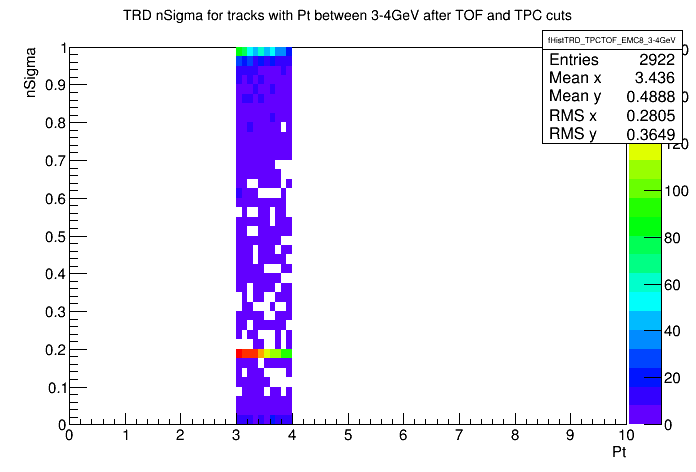 TRD nSigma for tracks with Pt between 3-4GeV after TOF and TPC cuts
fHistTRD_TPCTOF_EMC8_3-4GeV
Entries 2922
Mean x 3.436
Mean y 0.4888
RMS x 0.2805
RMS y 0.3649
nSigma
1
0.9
0.8
0.7
0.6
0.5
0.4
0.3
0.2
0.1
0
0 1 2 3 4 5 6 7 8 9 10
Pt
120
100
80
60
40
20
0